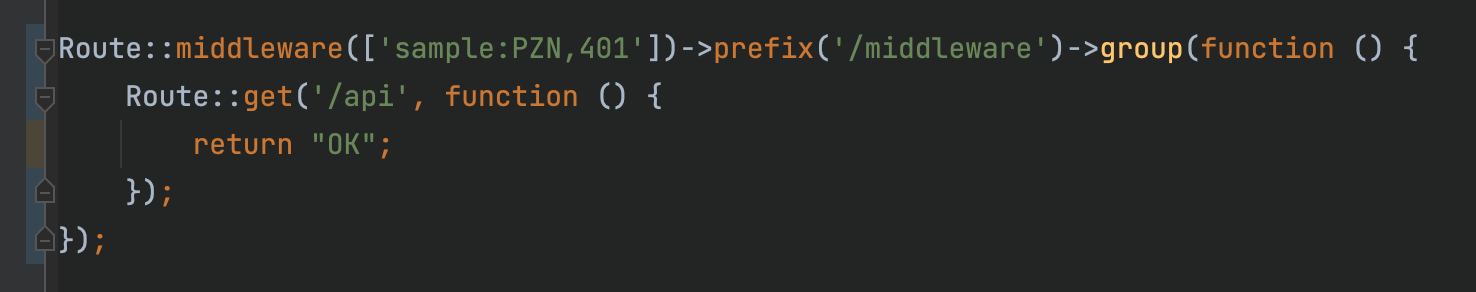 Route::middleware(['sample:PZN,401'])->prefix('/middleware')->group(function () {
    Route::get('/api', function () {
        return "OK";
    });
});